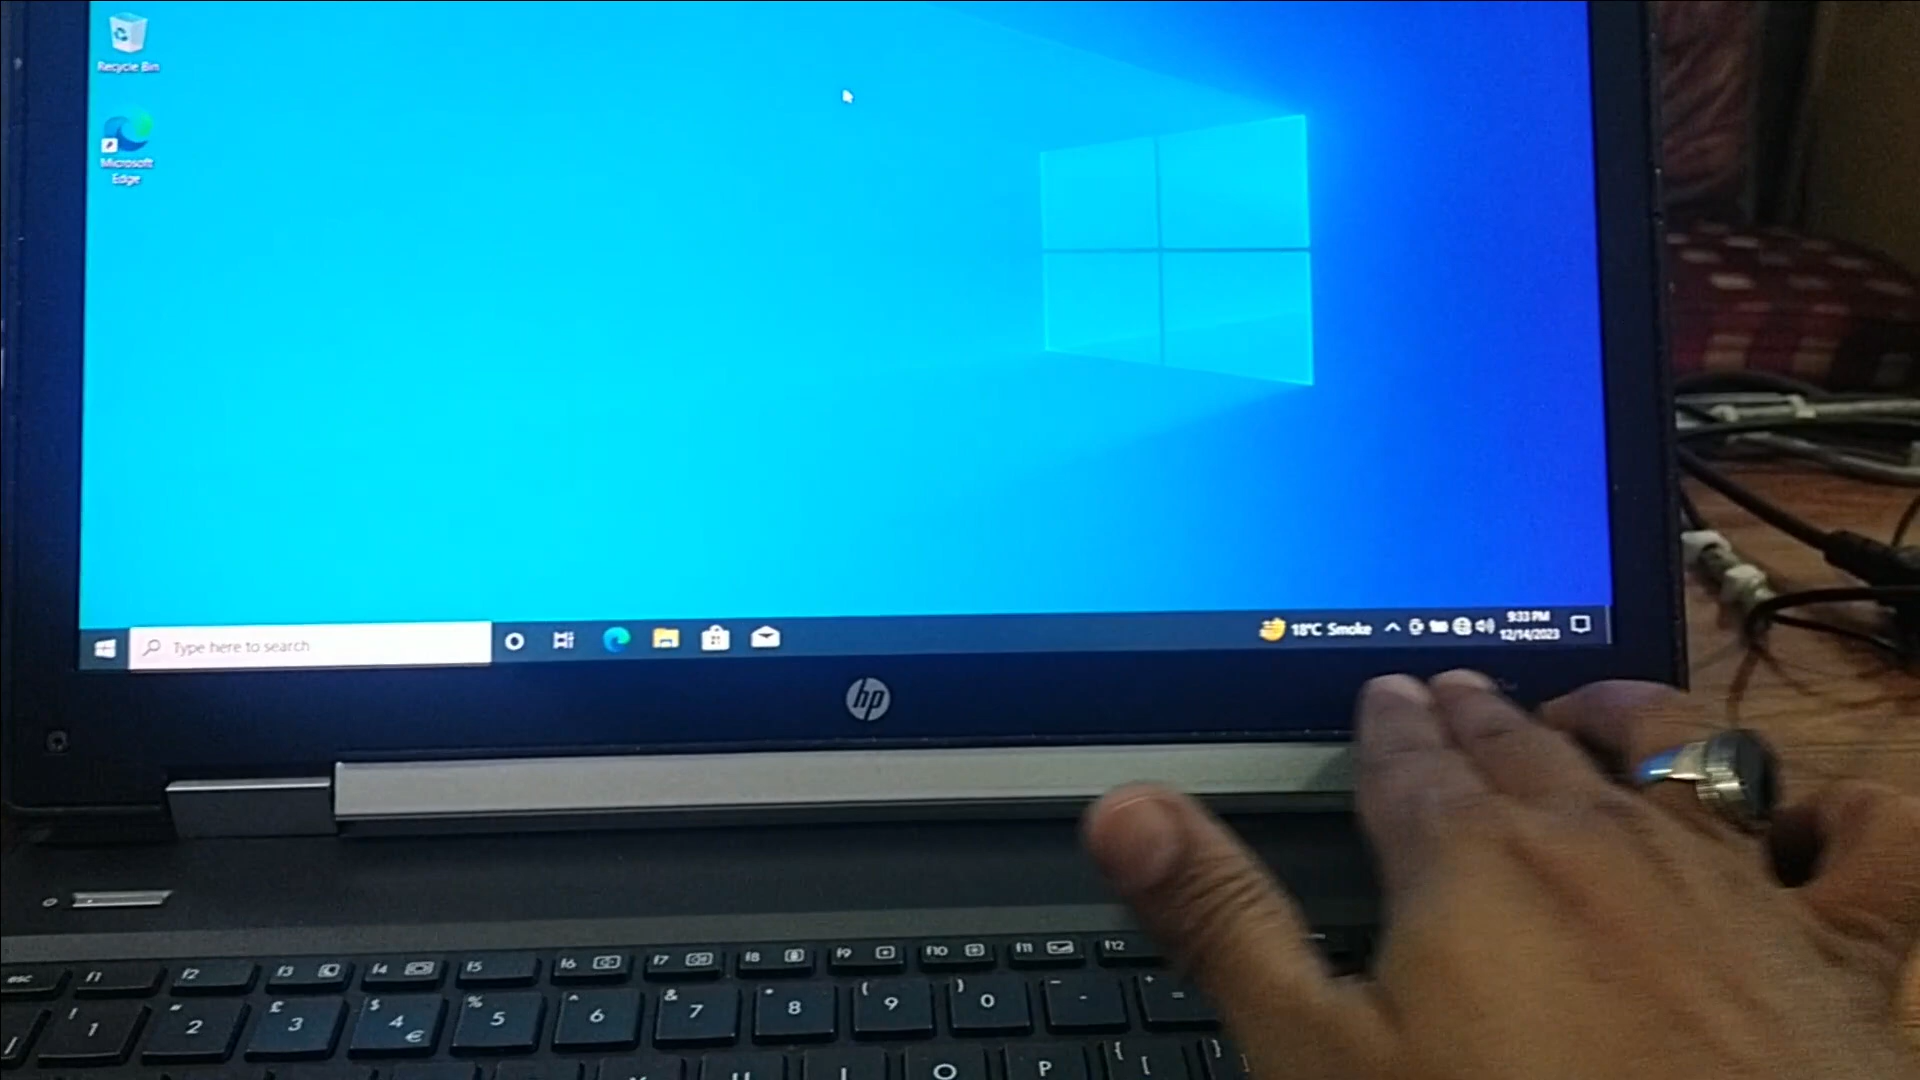 Recycle Bin
Microsoft
Edge
Type here to search
18°C Smoke
9:33 PM
12/14/2023
hp
esc f1 f2 f3 f4 f5 f6 f7 f8 f9 f10 f11 f12
! 1 " 2 £ 3 $ 4 € % 5 ^ 6 & 7 * 8 ( 9 ) 0 - + =
U I O P { [ }